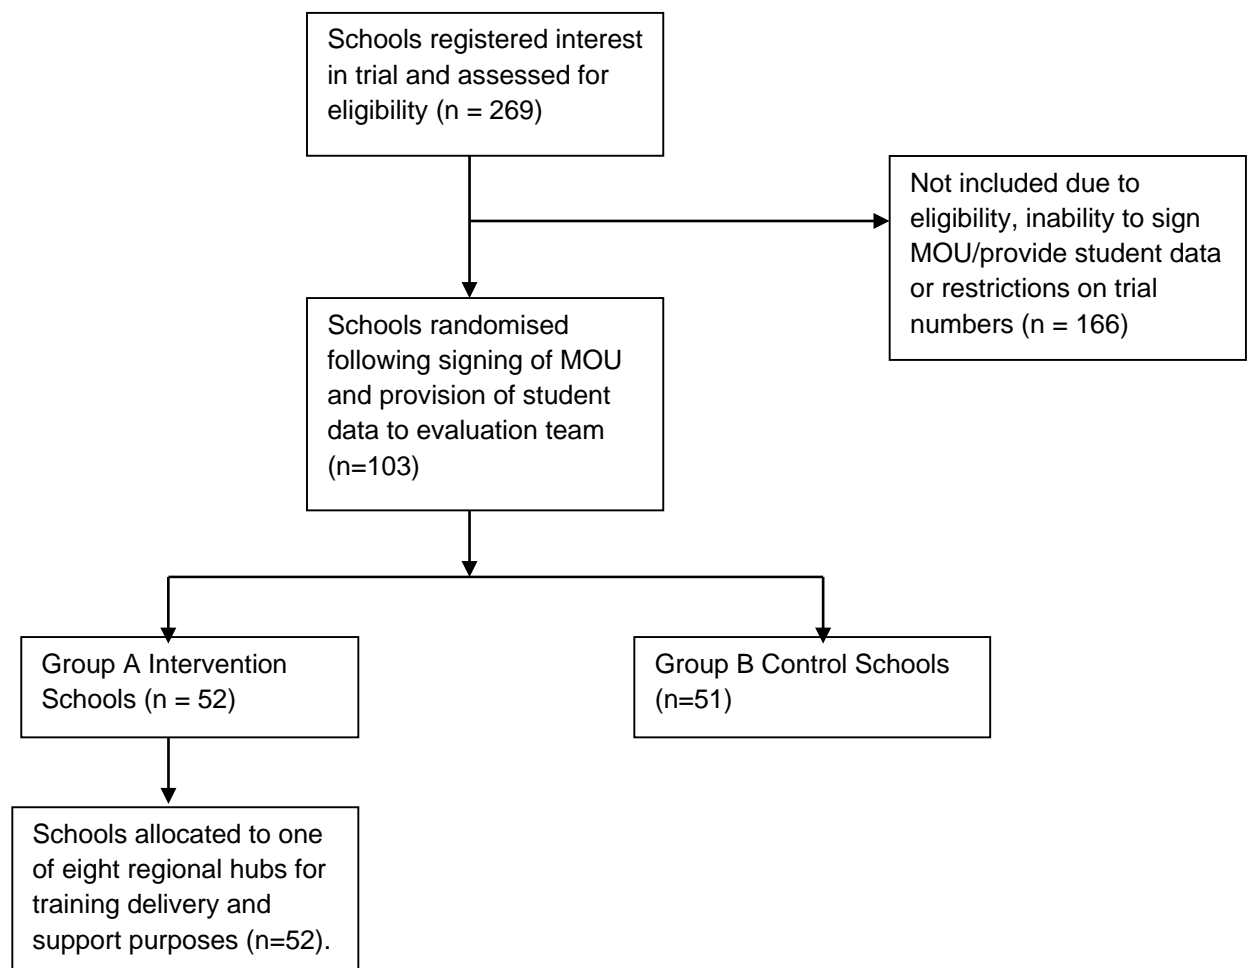 Schools registered interest
in trial and assessed for
eligibility (n = 269)
Not included due to
eligibility, inability to sign
MOU/provide student data
or restrictions on trial
numbers (n = 166)
Schools randomised
following signing of MOU
and provision of student
data to evaluation team
(n=103)
Group A Intervention
Schools (n = 52)
Group B Control Schools
(n=51)
Schools allocated to one
of eight regional hubs for
training delivery and
support purposes (n=52).